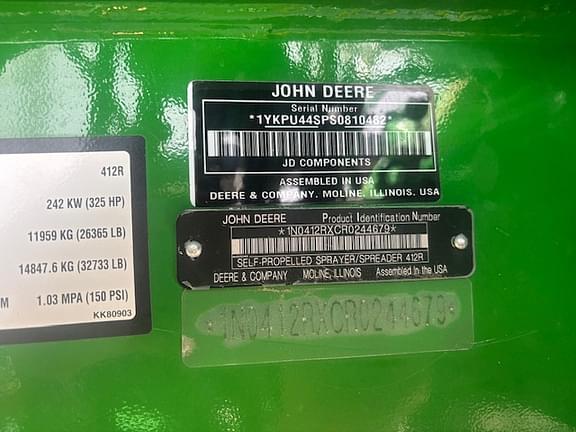 412R
242 KW (325 HP)
11959 KG (26365 LB)
14847.6 KG (32733 LB)
M 1.03 MPA (150 PSI)
KK80903
JOHN DEERE
Serial Number
*1YKPU44SPS0810482*
JD COMPONENTS
ASSEMBLED IN USA
DEERE & COMPANY. MOLINE, ILLINOIS. USA
JOHN DEERE Product Identification Number
*1N0412RXCR0244679*
SELF-PROPELLED SPRAYER/SPREADER 412R
DEERE & COMPANY MOLINE, ILLINOIS Assembled in the USA
*1N0412RXCR0244679*